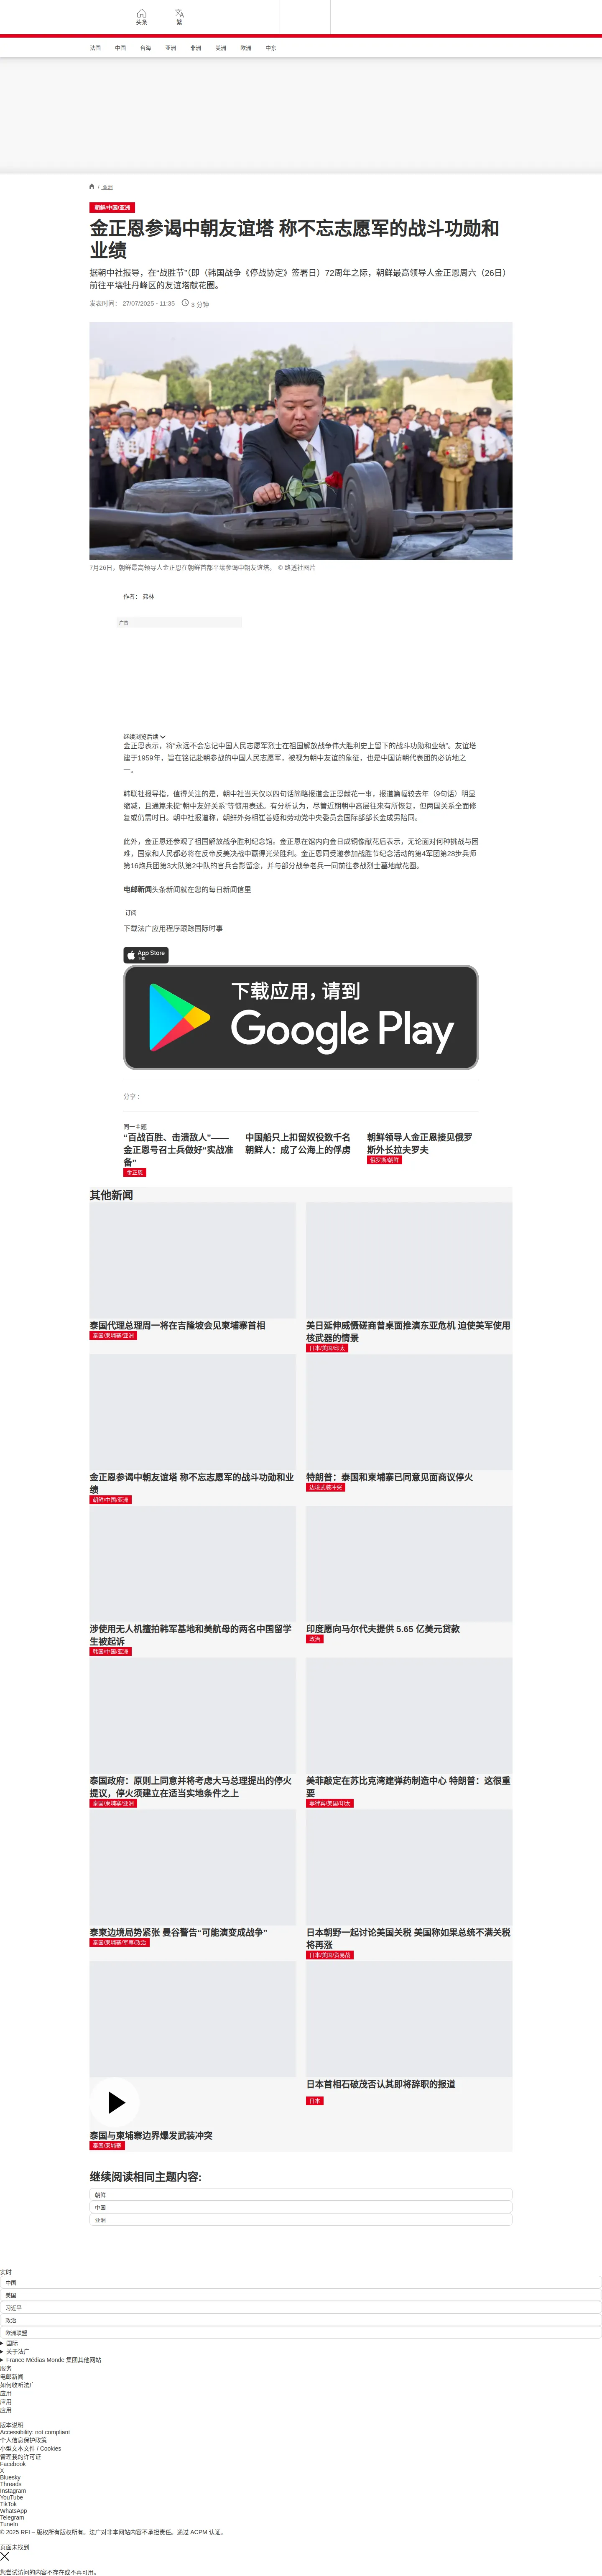 头条
繁
法国 中国 台海 亚洲 非洲 美洲 欧洲 中东
/ 亚洲
朝鲜/中国/亚洲
金正恩参谒中朝友谊塔 称不忘志愿军的战斗功勋和
业绩
据朝中社报导，在“战胜节”（即（韩国战争《停战协定》签署日）72周年之际，朝鲜最高领导人金正恩周六（26日）
前往平壤牡丹峰区的友谊塔献花圈。
发表时间： 27/07/2025 - 11:35 3 分钟
7月26日，朝鲜最高领导人金正恩在朝鲜首都平壤参谒中朝友谊塔。 © 路透社图片
作者： 弗林
广告
继续浏览后续
金正恩表示，将“永远不会忘记中国人民志愿军烈士在祖国解放战争伟大胜利史上留下的战斗功勋和业绩”。友谊塔
建于1959年，旨在铭记赴朝参战的中国人民志愿军，被视为朝中友谊的象征，也是中国访朝代表团的必访地之
一。
韩联社报导指，值得关注的是，朝中社当天仅以四句话简略报道金正恩献花一事，报道篇幅较去年（9句话）明显
缩减，且通篇未提“朝中友好关系”等惯用表述。有分析认为，尽管近期朝中高层往来有所恢复，但两国关系全面修
复或仍需时日。朝中社报道称，朝鲜外务相崔善姬和劳动党中央委员会国际部部长金成男陪同。
此外，金正恩还参观了祖国解放战争胜利纪念馆。金正恩在馆内向金日成铜像献花后表示，无论面对何种挑战与困
难，国家和人民都必将在反帝反美决战中赢得光荣胜利。金正恩同受邀参加战胜节纪念活动的第4军团第28步兵师
第16炮兵团第3大队第2中队的官兵合影留念，并与部分战争老兵一同前往参战烈士墓地献花圈。
电邮新闻头条新闻就在您的每日新闻信里
订阅
下载法广应用程序跟踪国际时事
App Store
下载
下载应用，请到
Google Play
分享 :
同一主题
“百战百胜、击溃敌人”——
金正恩号召士兵做好“实战准
备”
金正恩
中国船只上扣留奴役数千名
朝鲜人：成了公海上的俘虏
朝鲜领导人金正恩接见俄罗
斯外长拉夫罗夫
俄罗斯/朝鲜
其他新闻
泰国代理总理周一将在吉隆坡会见柬埔寨首相
泰国/柬埔寨/亚洲
美日延伸威慑磋商曾桌面推演东亚危机 迫使美军使用
核武器的情景
日本/美国/印太
金正恩参谒中朝友谊塔 称不忘志愿军的战斗功勋和业
绩
朝鲜/中国/亚洲
特朗普：泰国和柬埔寨已同意见面商议停火
边境武装冲突
涉使用无人机擅拍韩军基地和美航母的两名中国留学
生被起诉
韩国/中国/亚洲
印度愿向马尔代夫提供 5.65 亿美元贷款
政治
泰国政府：原则上同意并将考虑大马总理提出的停火
提议，停火须建立在适当实地条件之上
泰国/柬埔寨/亚洲
美菲敲定在苏比克湾建弹药制造中心 特朗普：这很重
要
菲律宾/美国/印太
泰柬边境局势紧张 曼谷警告“可能演变成战争”
泰国/柬埔寨/军事/政治
日本朝野一起讨论美国关税 美国称如果总统不满关税
将再涨
日本/美国/贸易战
泰国与柬埔寨边界爆发武装冲突
泰国/柬埔寨
日本首相石破茂否认其即将辞职的报道
日本
继续阅读相同主题内容:
朝鲜
中国
亚洲
实时
中国
美国
习近平
政治
欧洲联盟
国际
关于法广
France Médias Monde 集团其他网站
服务
电邮新闻
如何收听法广
应用
应用
应用
版本说明
Accessibility: not compliant
个人信息保护政策
小型文本文件 / Cookies
管理我的许可证
Facebook
X
Bluesky
Threads
Instagram
YouTube
TikTok
WhatsApp
Telegram
TuneIn
© 2025 RFI – 版权所有版权所有。法广对非本网站内容不承担责任。通过 ACPM 认证。
页面未找到
您尝试访问的内容不存在或不再可用。